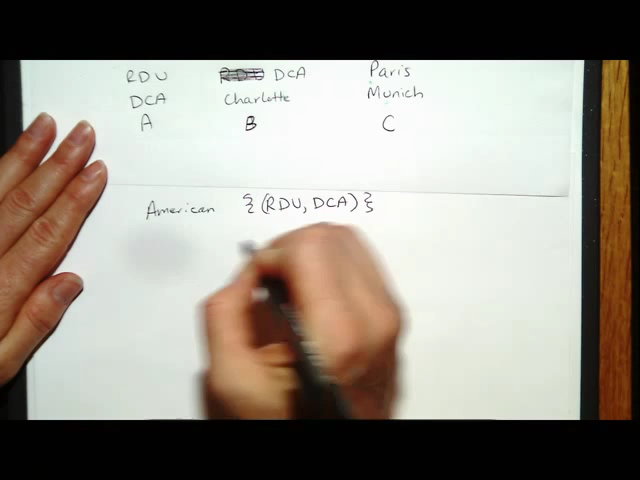 RDU RDU DCA Paris
DCA Charlotte Munich
A B C
American {(RDU, DCA)}